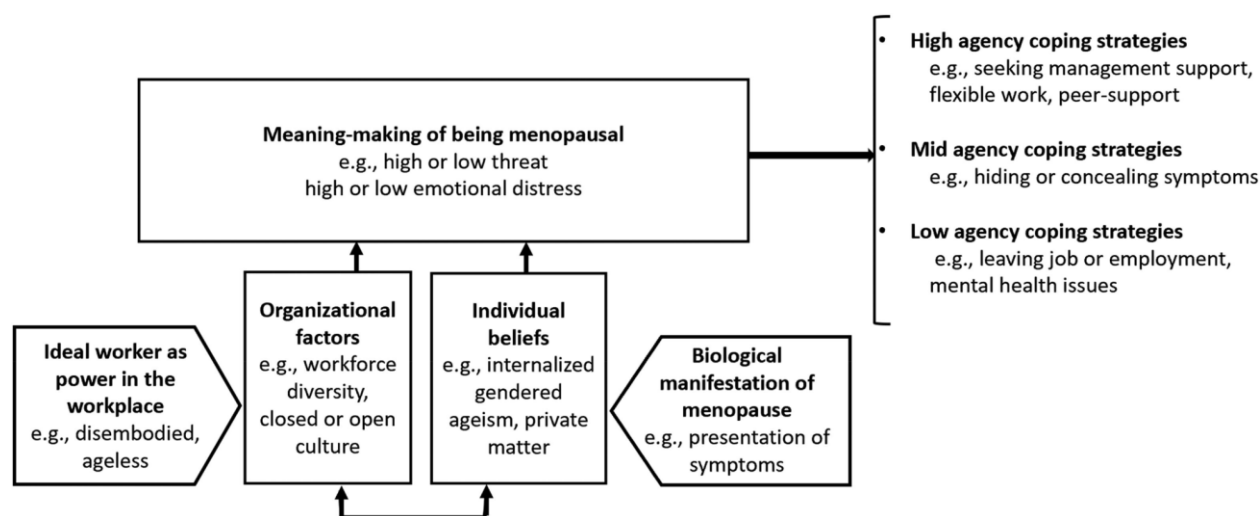 Meaning-making of being menopausal
e.g., high or low threat
high or low emotional distress
• High agency coping strategies
e.g., seeking management support,
flexible work, peer-support
• Mid agency coping strategies
e.g., hiding or concealing symptoms
• Low agency coping strategies
e.g., leaving job or employment,
mental health issues
Ideal worker as
power in the
workplace
e.g., disembodied,
ageless
Organizational
factors
e.g., workforce
diversity,
closed or open
culture
Individual
beliefs
e.g., internalized
gendered
ageism, private
matter
Biological
manifestation of
menopause
e.g., presentation of
symptoms